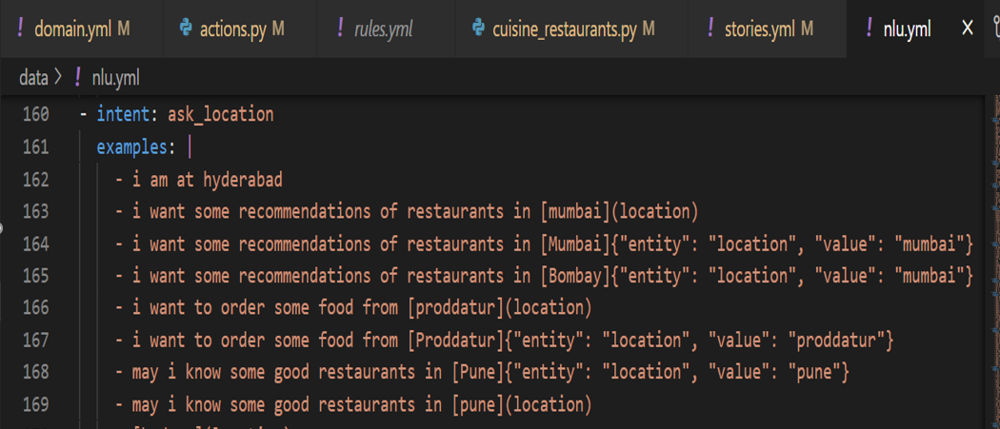 ! domain.yml M actions.py M ! rules.yml cuisine_restaurants.py M ! stories.yml M ! nlu.yml X
data > ! nlu.yml
160 - intent: ask_location
161 examples: |
162 - i am at hyderabad
163 - i want some recommendations of restaurants in [mumbai](location)
164 - i want some recommendations of restaurants in [Mumbai]{"entity": "location", "value": "mumbai"}
165 - i want some recommendations of restaurants in [Bombay]{"entity": "location", "value": "mumbai"}
166 - i want to order some food from [proddatur](location)
167 - i want to order some food from [Proddatur]{"entity": "location", "value": "proddatur"}
168 - may i know some good restaurants in [Pune]{"entity": "location", "value": "pune"}
169 - may i know some good restaurants in [pune](location)